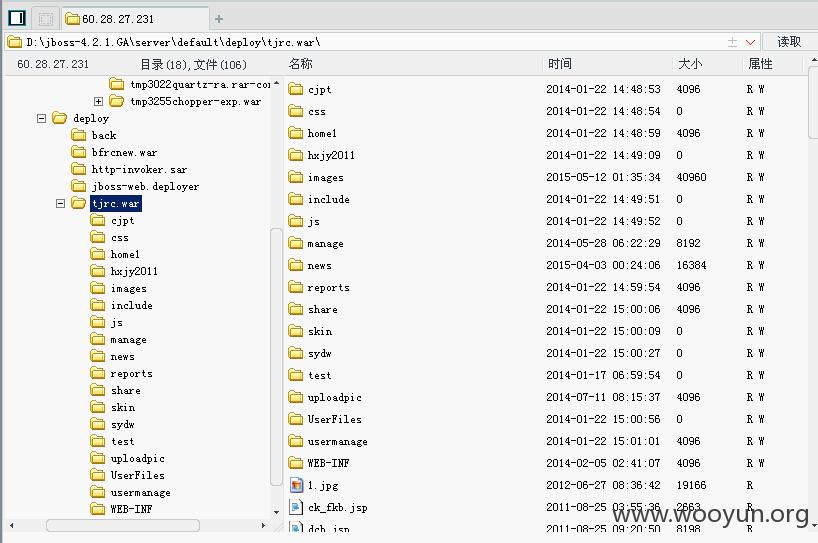 60.28.27.231
D:\jboss-4.2.1.GA\server\default\deploy\tjrc.war\ 读取
60.28.27.231 目录(18),文件(106) 名称 时间 大小 属性
tmp3022quartz-ra.rar-con
tmp3255chopper-exp.war
deploy
back
bfrcnew.war
http-invoker.sar
jboss-web.deployer
tjrc.war
cjpt
css
home1
hxjy2011
images
include
js
manage
news
reports
share
skin
sydw
test
uploadpic
UserFiles
usermanage
WEB-INF
cjpt 2014-01-22 14:48:53 4096 R W
css 2014-01-22 14:48:54 0 R W
home1 2014-01-22 14:48:59 4096 R W
hxjy2011 2014-01-22 14:49:09 0 R W
images 2015-05-12 01:35:34 40960 R W
include 2014-01-22 14:49:51 0 R W
js 2014-01-22 14:49:52 0 R W
manage 2014-05-28 06:22:29 8192 R W
news 2015-04-03 00:24:06 16384 R W
reports 2014-01-22 14:59:54 4096 R W
share 2014-01-22 15:00:06 4096 R W
skin 2014-01-22 15:00:09 0 R W
sydw 2014-01-22 15:00:27 0 R W
test 2014-01-17 06:59:54 0 R W
uploadpic 2014-07-11 08:15:37 4096 R W
UserFiles 2014-01-22 15:00:56 0 R W
usermanage 2014-01-22 15:01:01 4096 R W
WEB-INF 2014-02-05 02:41:07 4096 R W
1.jpg 2012-06-27 08:36:42 19166 R
ck_fkb.jsp 2011-08-25 03:55:36 2663 R
dcb.jsp 2011-08-25 09:20:50 8198 R
www.wooyun.org